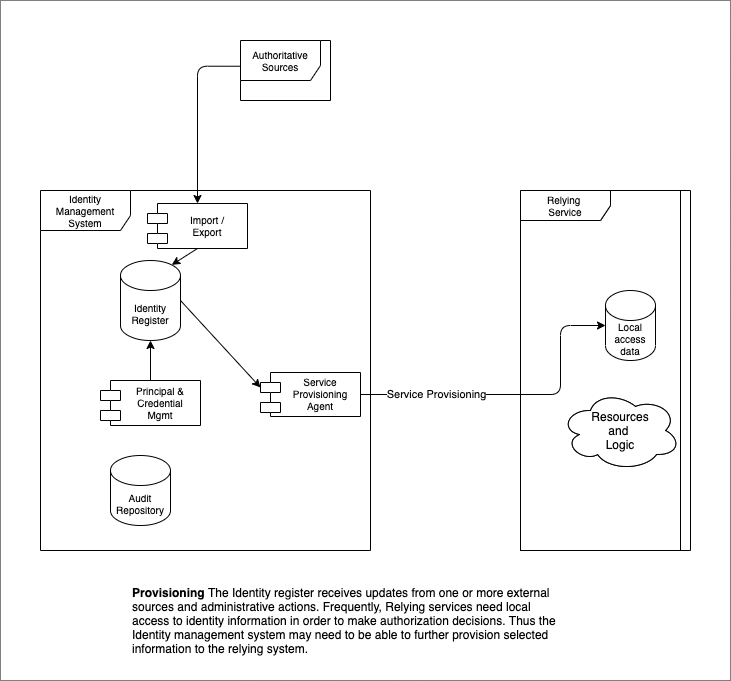 Authoritative
Sources
Identity
Management
System
Import /
Export
Relying
Service
Identity
Register
Local
access
data
Service
Provisioning
Agent
Service Provisioning
Principal &
Credential
Mgmt
Resources
and
Logic
Audit
Repository
Provisioning The Identity register receives updates from one or more external
sources and administrative actions. Frequently, Relying services need local
access to identity information in order to make authorization decisions. Thus the
Identity management system may need to be able to further provision selected
information to the relying system.